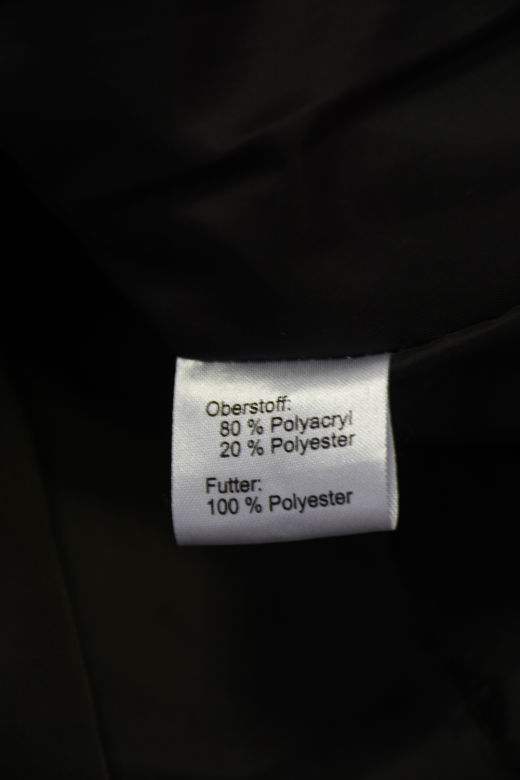 Oberstoff:
80 % Polyacryl
20 % Polyester
Futter:
100 % Polyester